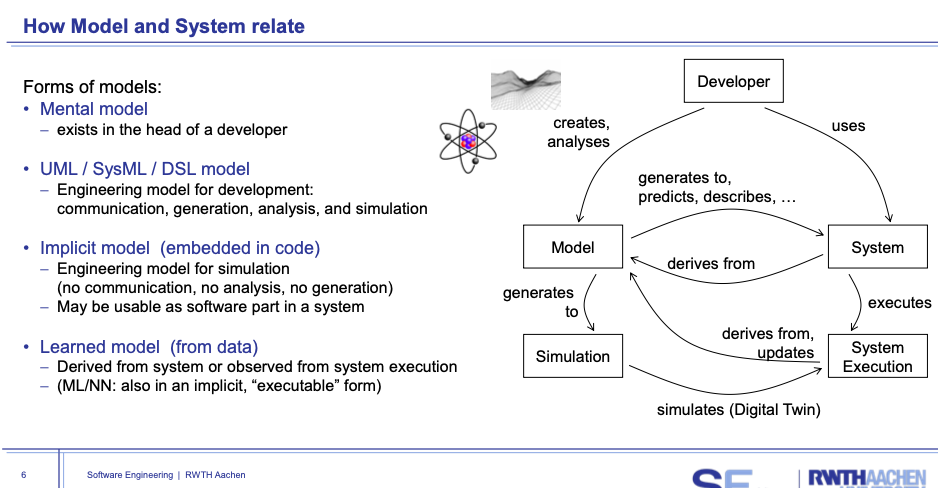 How Model and System relate
Forms of models:
• Mental model
– exists in the head of a developer
• UML / SysML / DSL model
– Engineering model for development:
communication, generation, analysis, and simulation
• Implicit model (embedded in code)
– Engineering model for simulation
(no communication, no analysis, no generation)
– May be usable as software part in a system
• Learned model (from data)
– Derived from system or observed from system execution
– (ML/NN: also in an implicit, “executable” form)
Developer
creates,
analyses
uses
generates to,
predicts, describes, …
Model
System
derives from
generates
to
executes
derives from,
updates
Simulation
System
Execution
simulates (Digital Twin)
6
Software Engineering | RWTH Aachen
SE
RWTHAACHEN